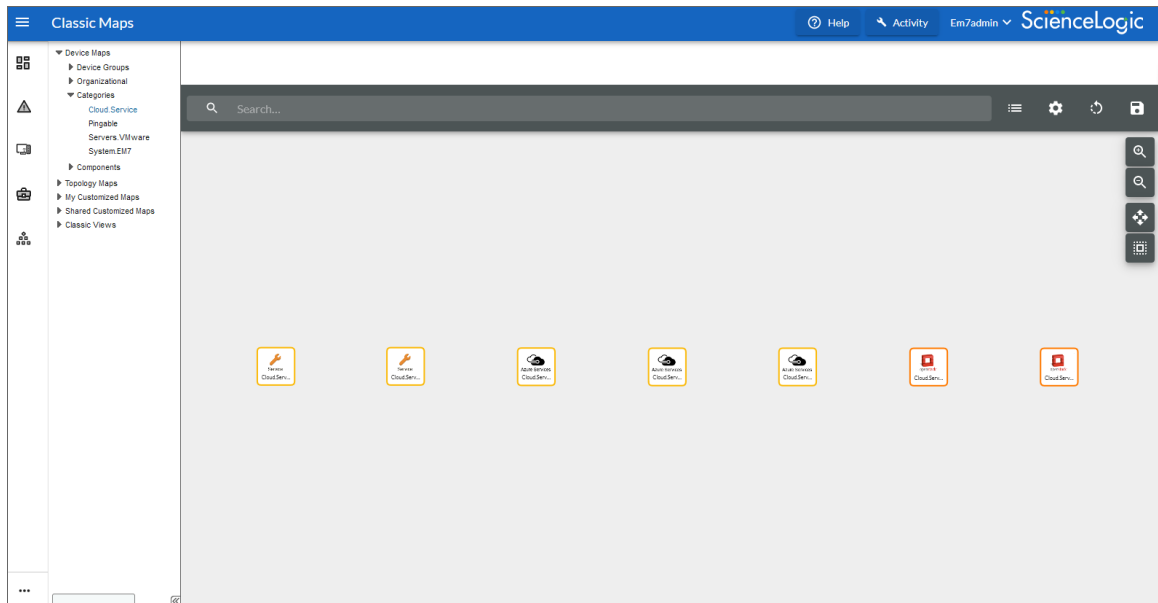 Classic Maps
Help
Activity
Em7admin
ScienceLogic
Device Maps
Device Groups
Organizational
Categories
Cloud.Service
Pingable
Servers.VMware
System.EM7
Components
Topology Maps
My Customized Maps
Shared Customized Maps
Classic Views
Search...
Service
Cloud.Serv...
Service
Cloud.Serv...
Azure Services
Cloud.Serv...
Azure Services
Cloud.Serv...
Azure Services
Cloud.Serv...
Cloud.Serv...
Cloud.Serv...